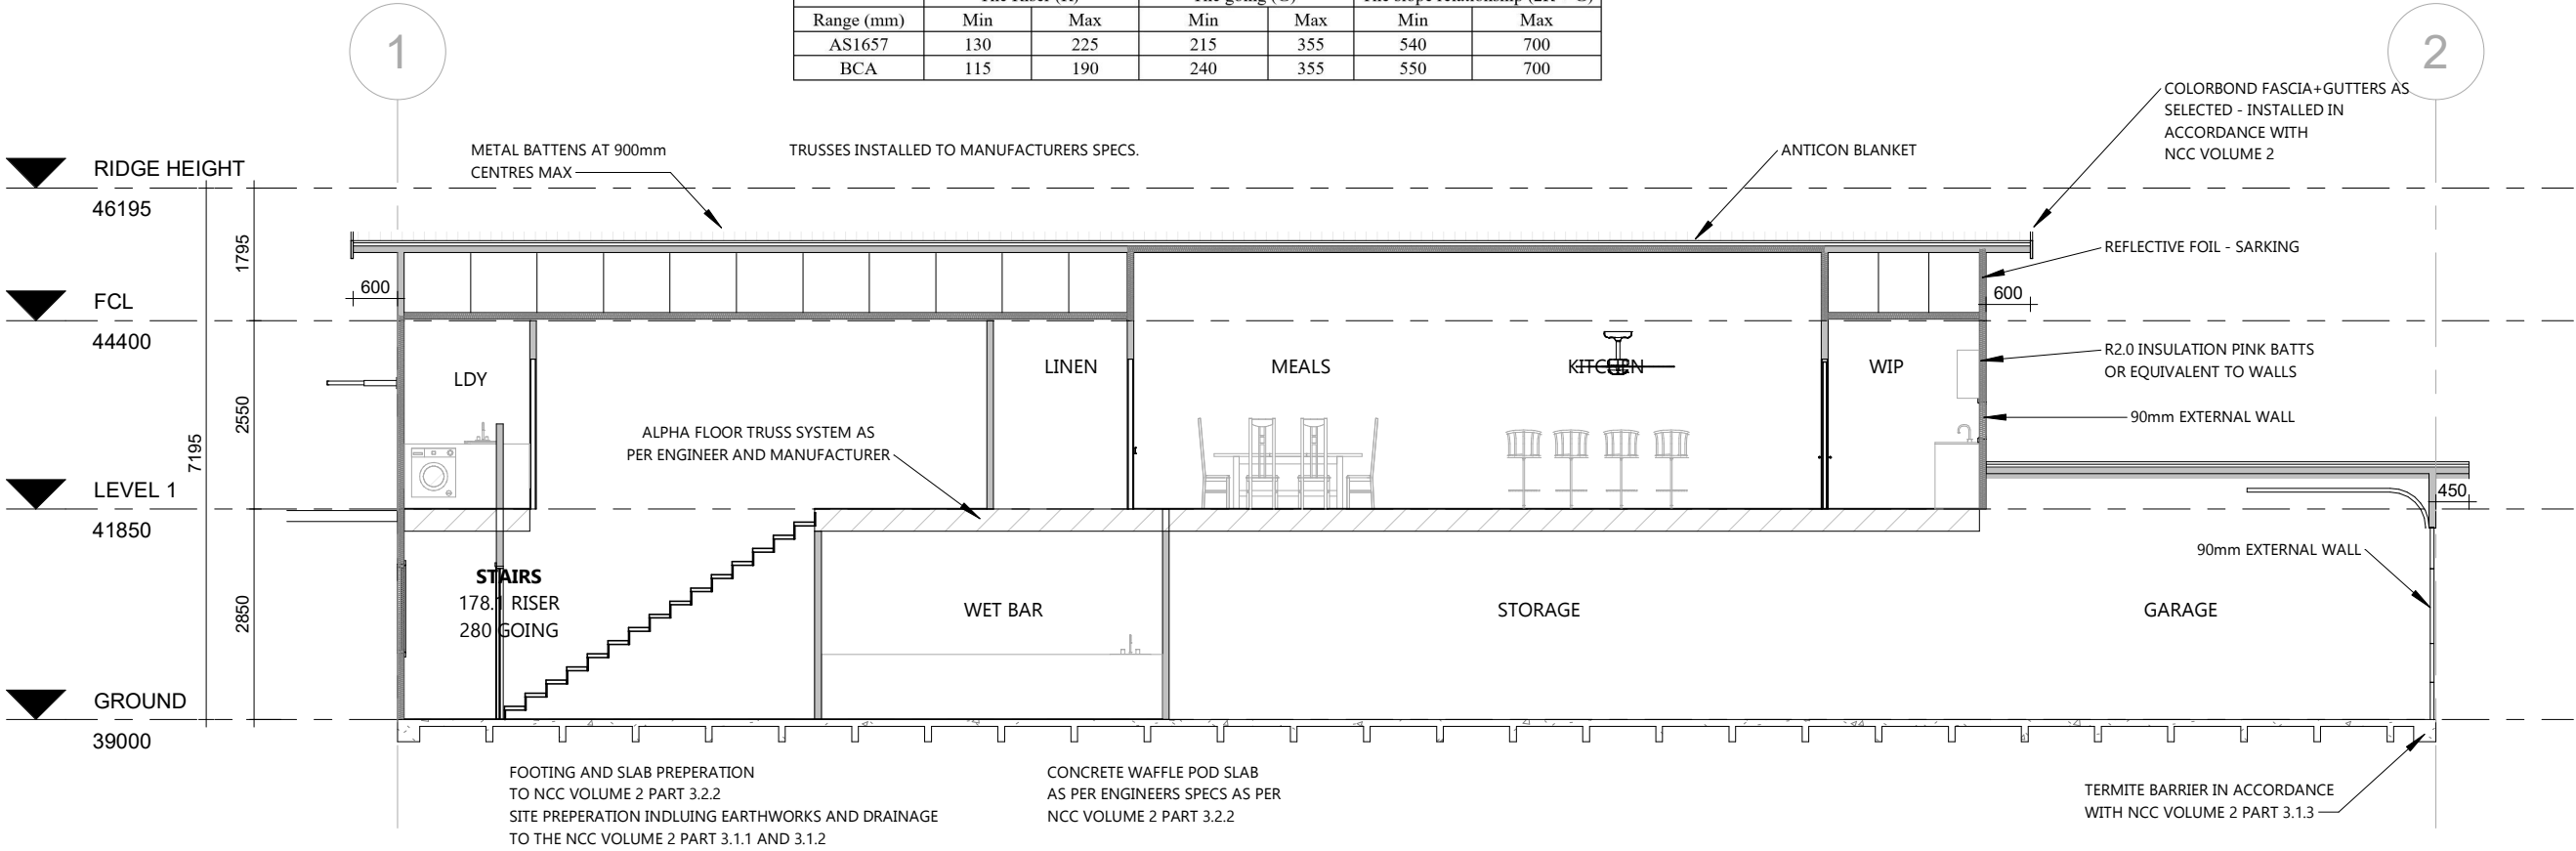 The Riser (R) The going (G) The slope relationship (2R + G)
Range (mm) Min Max Min Max Min Max
AS1657 130 225 215 355 540 700
BCA 115 190 240 355 550 700
1
2
COLORBOND FASCIA+GUTTERS AS
SELECTED - INSTALLED IN
ACCORDANCE WITH
NCC VOLUME 2
METAL BATTENS AT 900mm
CENTRES MAX
TRUSSES INSTALLED TO MANUFACTURERS SPECS.
ANTICON BLANKET
RIDGE HEIGHT
46195
1795
REFLECTIVE FOIL - SARKING
600
600
FCL
44400
R2.0 INSULATION PINK BATTS
OR EQUIVALENT TO WALLS
LDY
LINEN
MEALS
KITCHEN
WIP
90mm EXTERNAL WALL
2550
7195
ALPHA FLOOR TRUSS SYSTEM AS
PER ENGINEER AND MANUFACTURER
LEVEL 1
41850
450
90mm EXTERNAL WALL
STAIRS
178.1 RISER
280 GOING
2850
WET BAR
STORAGE
GARAGE
GROUND
39000
FOOTING AND SLAB PREPERATION
TO NCC VOLUME 2 PART 3.2.2
SITE PREPERATION INDLUING EARTHWORKS AND DRAINAGE
TO THE NCC VOLUME 2 PART 3.1.1 AND 3.1.2
CONCRETE WAFFLE POD SLAB
AS PER ENGINEERS SPECS AS PER
NCC VOLUME 2 PART 3.2.2
TERMITE BARRIER IN ACCORDANCE
WITH NCC VOLUME 2 PART 3.1.3